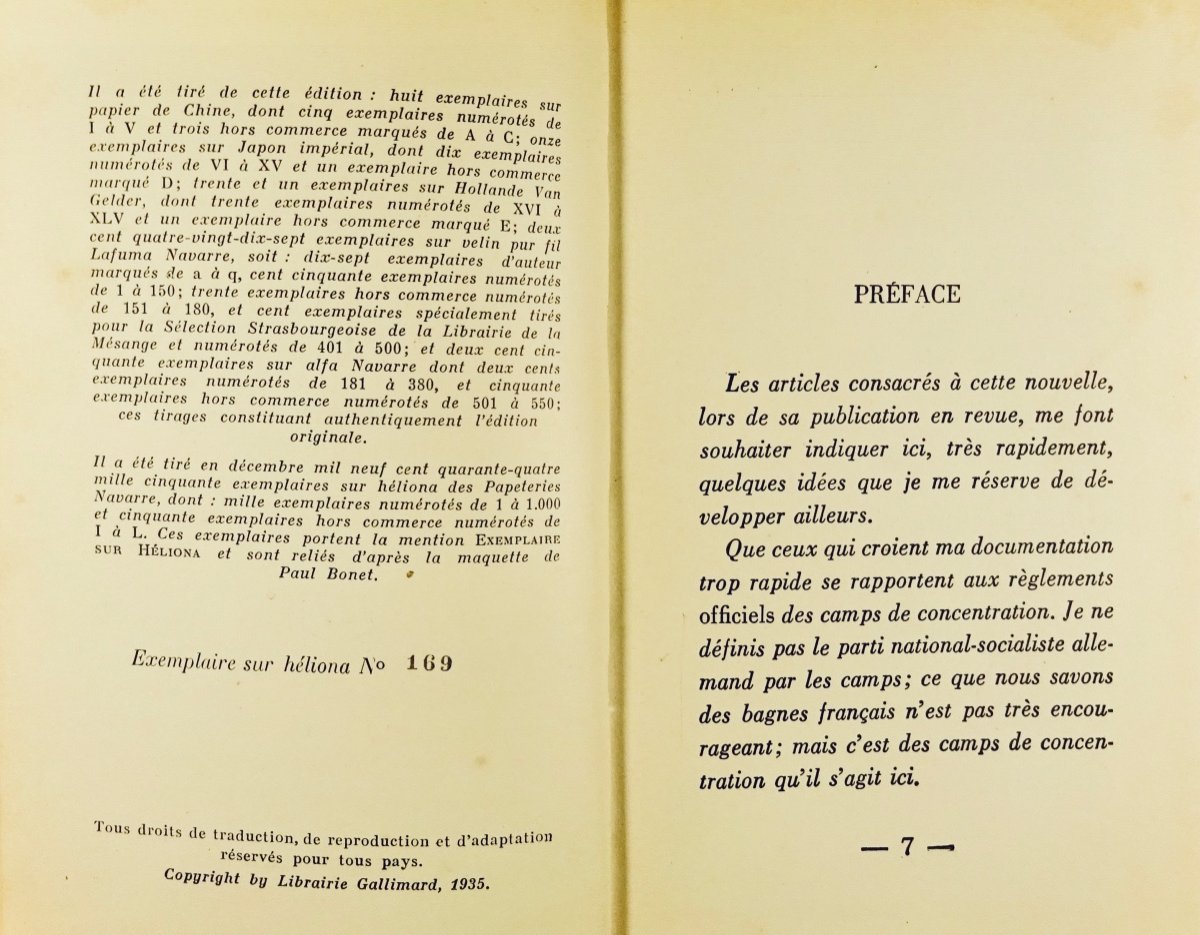 Il a été tiré de cette édition : huit exemplaires sur
papier de Chine, dont cinq exemplaires numérotés de
I à V et trois hors commerce marqués de A à C; onze
exemplaires sur Japon impérial, dont dix exemplaires
numérotés de VI à XV et un exemplaire hors commerce
marqué D; trente et un exemplaires sur Hollande Van
Gelder, dont trente exemplaires numérotés de XVI à
XLV et un exemplaire hors commerce marqué E; deux
cent quatre-vingt-dix-sept exemplaires sur velin pur fil
Lafuma Navarre, soit : dix-sept exemplaires d'auteur
marqués de a à q, cent cinquante exemplaires numérotés
de 1 à 150; trente exemplaires hors commerce numérotés
de 151 à 180, et cent exemplaires spécialement tirés
pour la Sélection Strasbourgeoise de la Librairie de la
Mésange et numérotés de 401 à 500; et deux cent cin-
quante exemplaires sur alfa Navarre dont deux cents
exemplaires numérotés de 181 à 380, et cinquante
exemplaires hors commerce numérotés de 501 à 550;
ces tirages constituant authentiquement l'édition
originale.
Il a été tiré en décembre mil neuf cent quarante-quatre
mille cinquante exemplaires sur héliona des Papeteries
Navarre, dont : mille exemplaires numérotés de 1 à 1.000
et cinquante exemplaires hors commerce numérotés de
I à L. Ces exemplaires portent la mention EXEMPLAIRE
SUR HÉLIONA et sont reliés d'après la maquette de
Paul Bonet.
Exemplaire sur héliona No 169
Tous droits de traduction, de reproduction et d'adaptation
réservés pour tous pays.
Copyright by Librairie Gallimard, 1935.
PRÉFACE
Les articles consacrés à cette nouvelle,
lors de sa publication en revue, me font
souhaiter indiquer ici, très rapidement,
quelques idées que je me réserve de dé-
velopper ailleurs.
Que ceux qui croient ma documentation
trop rapide se rapportent aux règlements
officiels des camps de concentration. Je ne
définis pas le parti national-socialiste alle-
mand par les camps; ce que nous savons
des bagnes français n'est pas très encou-
rageant; mais c'est des camps de concen-
tration qu'il s'agit ici.
— 7 —